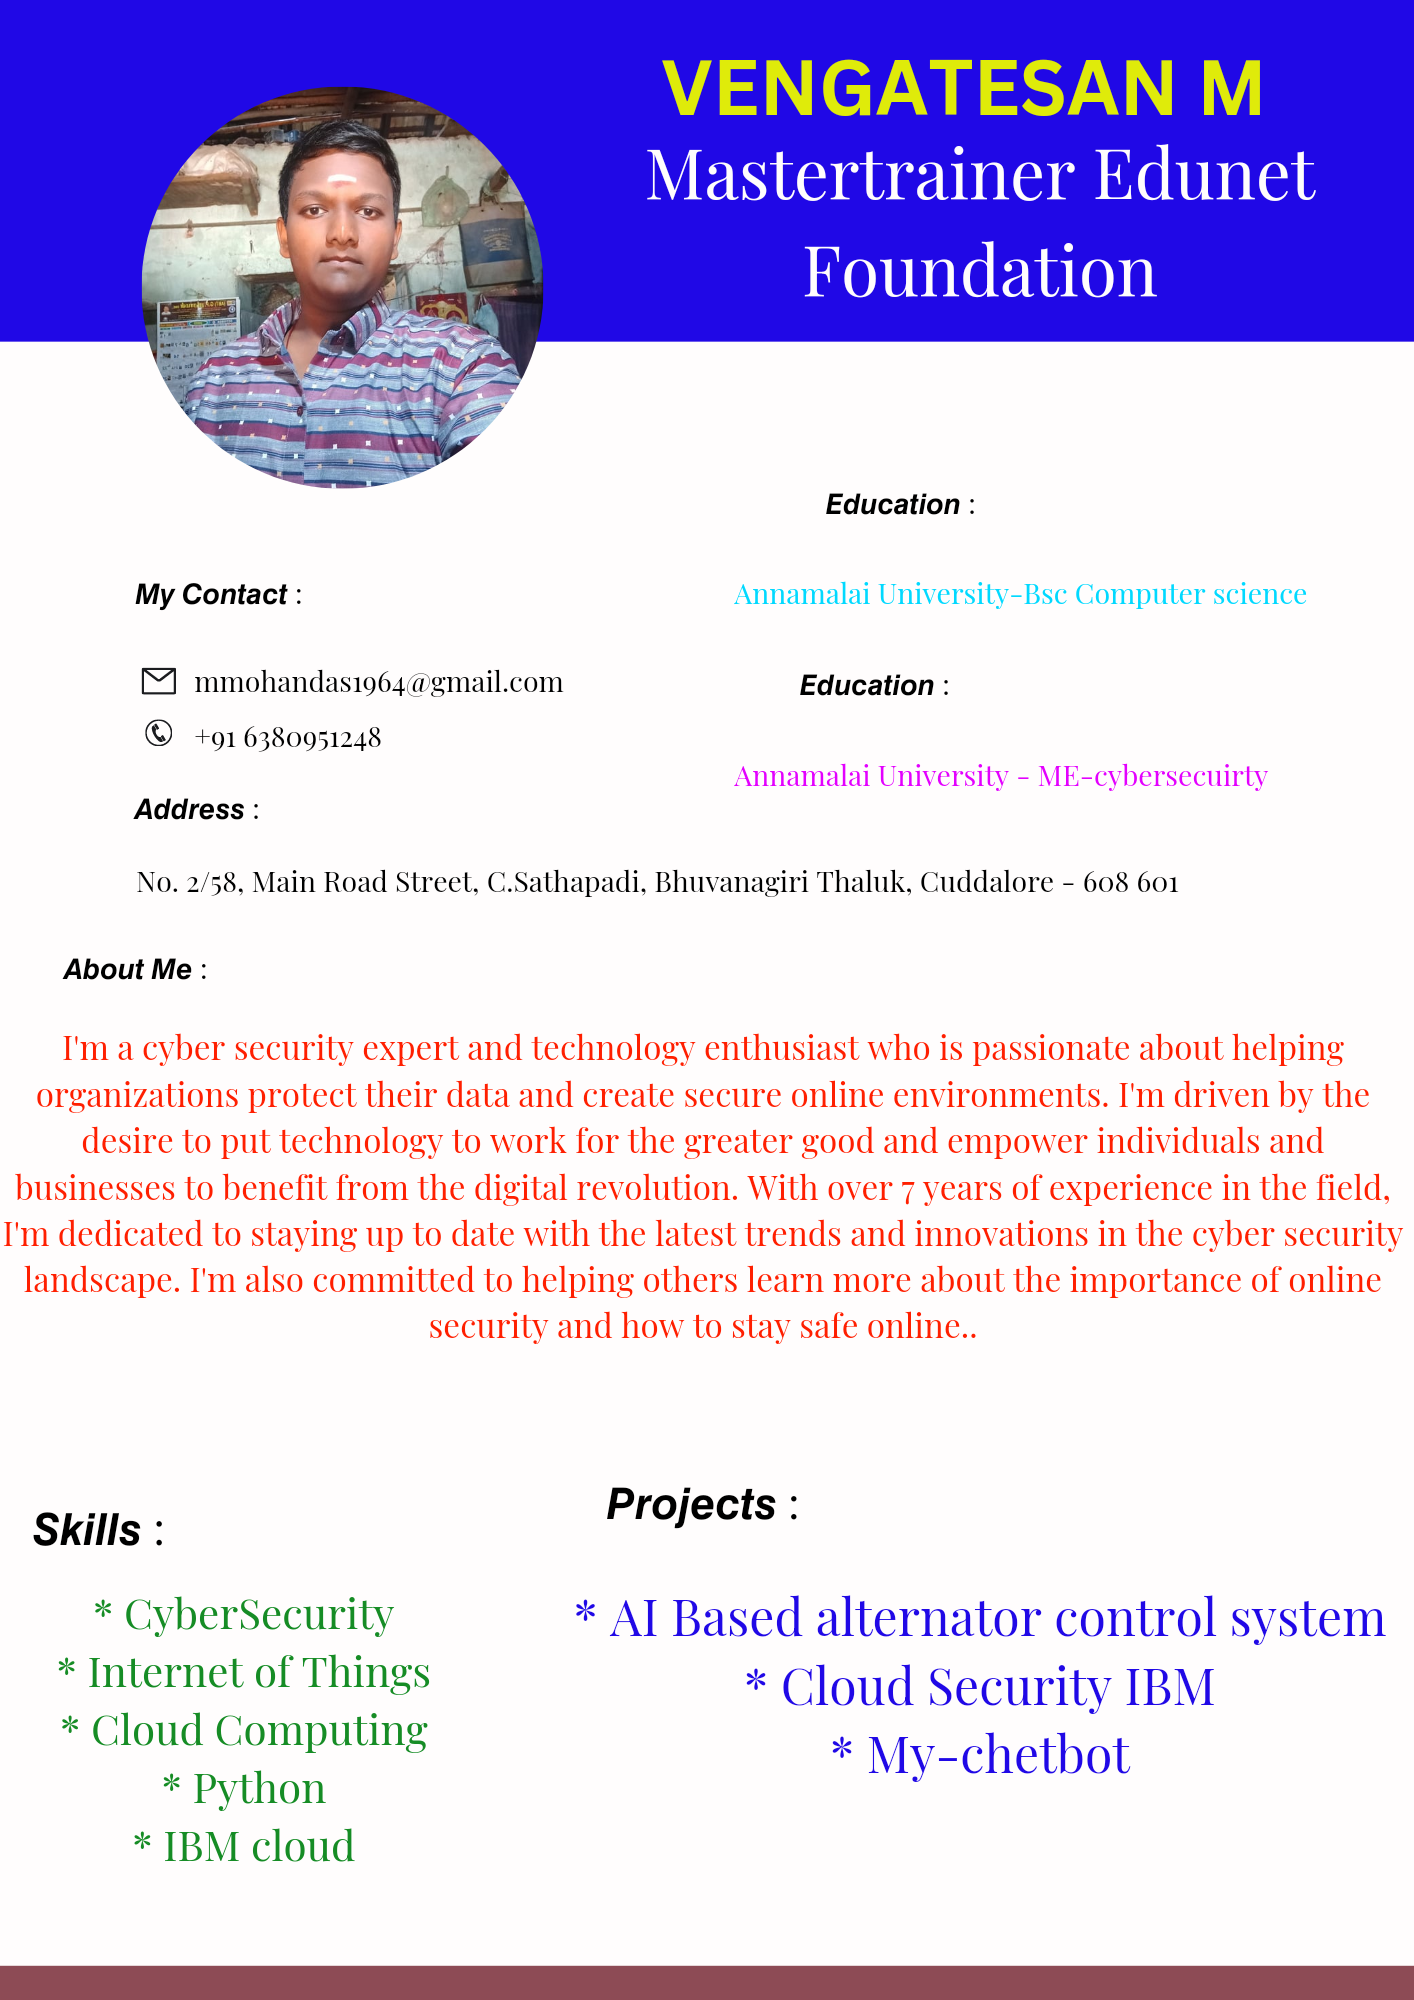 VENGATESAN M
Mastertrainer Edunet
Foundation
Education :
Annamalai University-Bsc Computer science
Education :
Annamalai University - ME-cybersecuirty
My Contact :
mmohandas1964@gmail.com
+91 6380951248
Address :
No. 2/58, Main Road Street, C.Sathapadi, Bhuvanagiri Thaluk, Cuddalore - 608 601
About Me :
I'm a cyber security expert and technology enthusiast who is passionate about helping
organizations protect their data and create secure online environments. I'm driven by the
desire to put technology to work for the greater good and empower individuals and
businesses to benefit from the digital revolution. With over 7 years of experience in the field,
I'm dedicated to staying up to date with the latest trends and innovations in the cyber security
landscape. I'm also committed to helping others learn more about the importance of online
security and how to stay safe online..
Skills :
* CyberSecurity
* Internet of Things
* Cloud Computing
* Python
* IBM cloud
Projects :
* AI Based alternator control system
* Cloud Security IBM
* My-chetbot